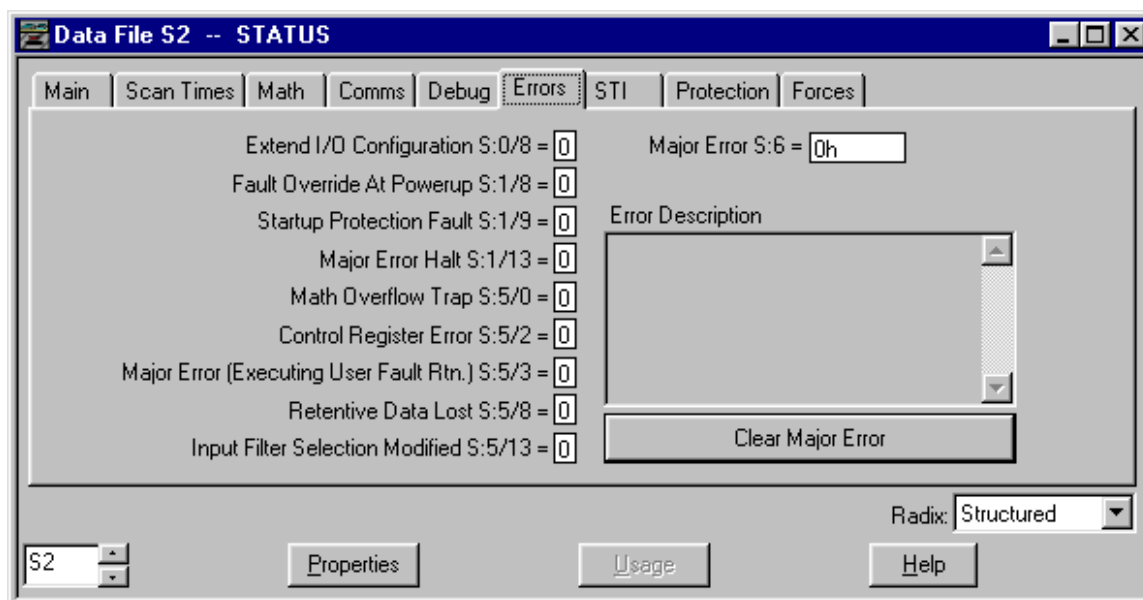 Data File S2 -- STATUS
Main Scan Times Math Comms Debug Errors STI Protection Forces
Extend I/O Configuration S:0/8 = 0
Fault Override At Powerup S:1/8 = 0
Startup Protection Fault S:1/9 = 0
Major Error Halt S:1/13 = 0
Math Overflow Trap S:5/0 = 0
Control Register Error S:5/2 = 0
Major Error (Executing User Fault Rtn.) S:5/3 = 0
Retentive Data Lost S:5/8 = 0
Input Filter Selection Modified S:5/13 = 0
Major Error S:6 = 0h
Error Description
Clear Major Error
Radix: Structured
S2 Properties Usage Help